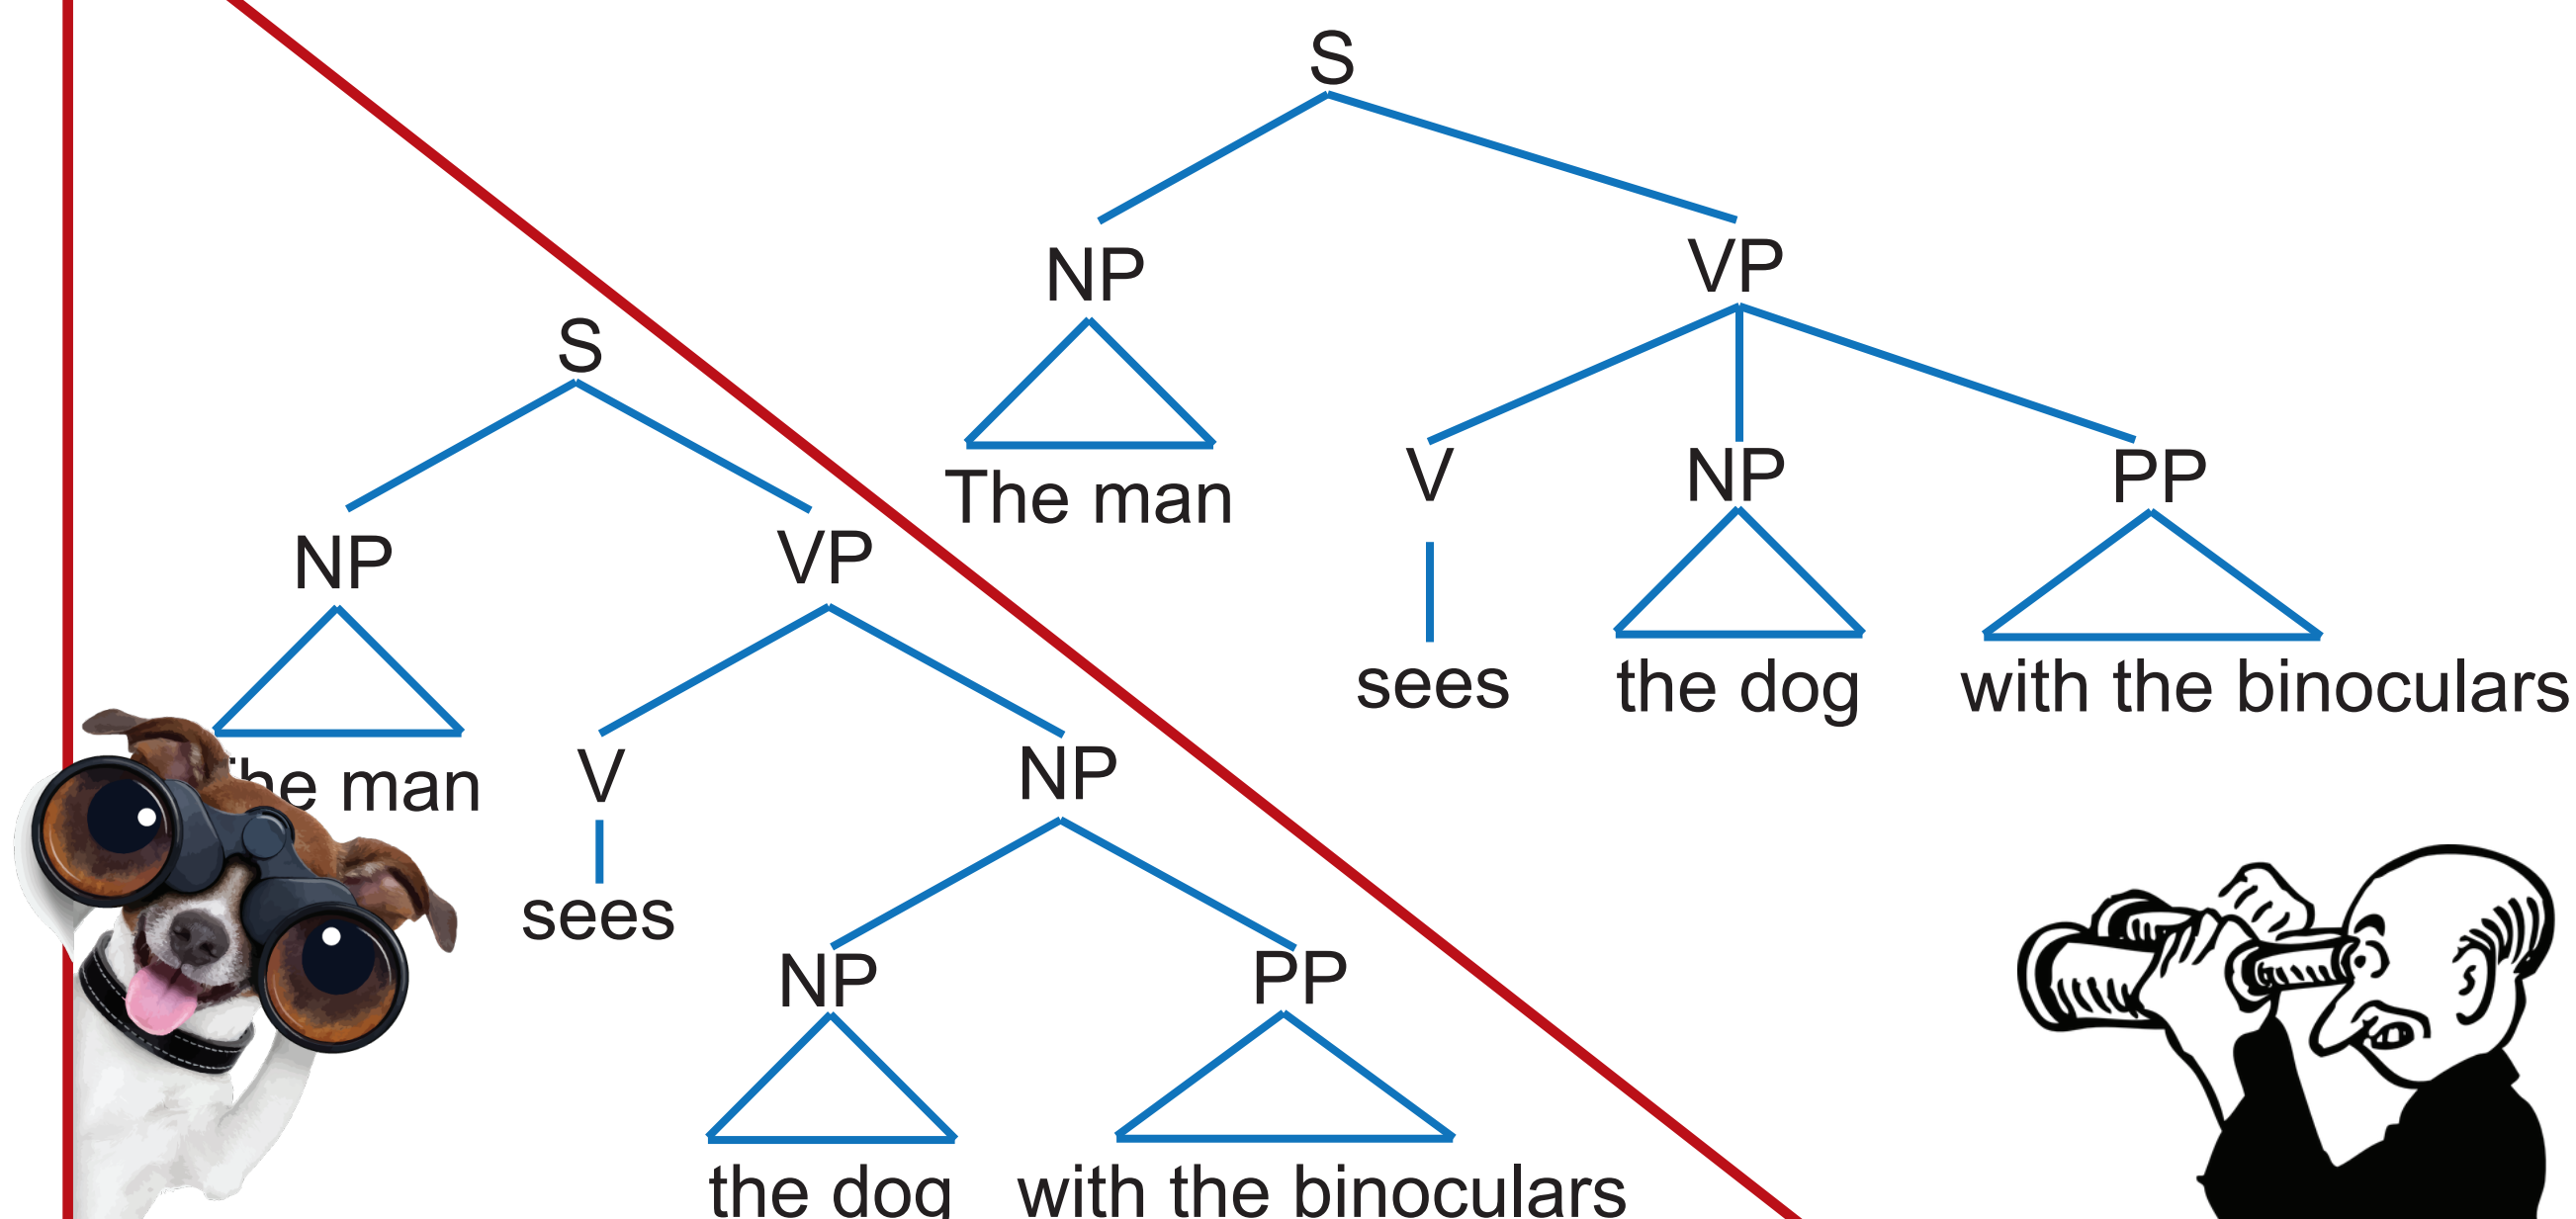 S
NP
VP
The man
V
NP
PP
sees
the dog
with the binoculars
S
NP
VP
he man
V
NP
sees
NP
PP
the dog
with the binoculars